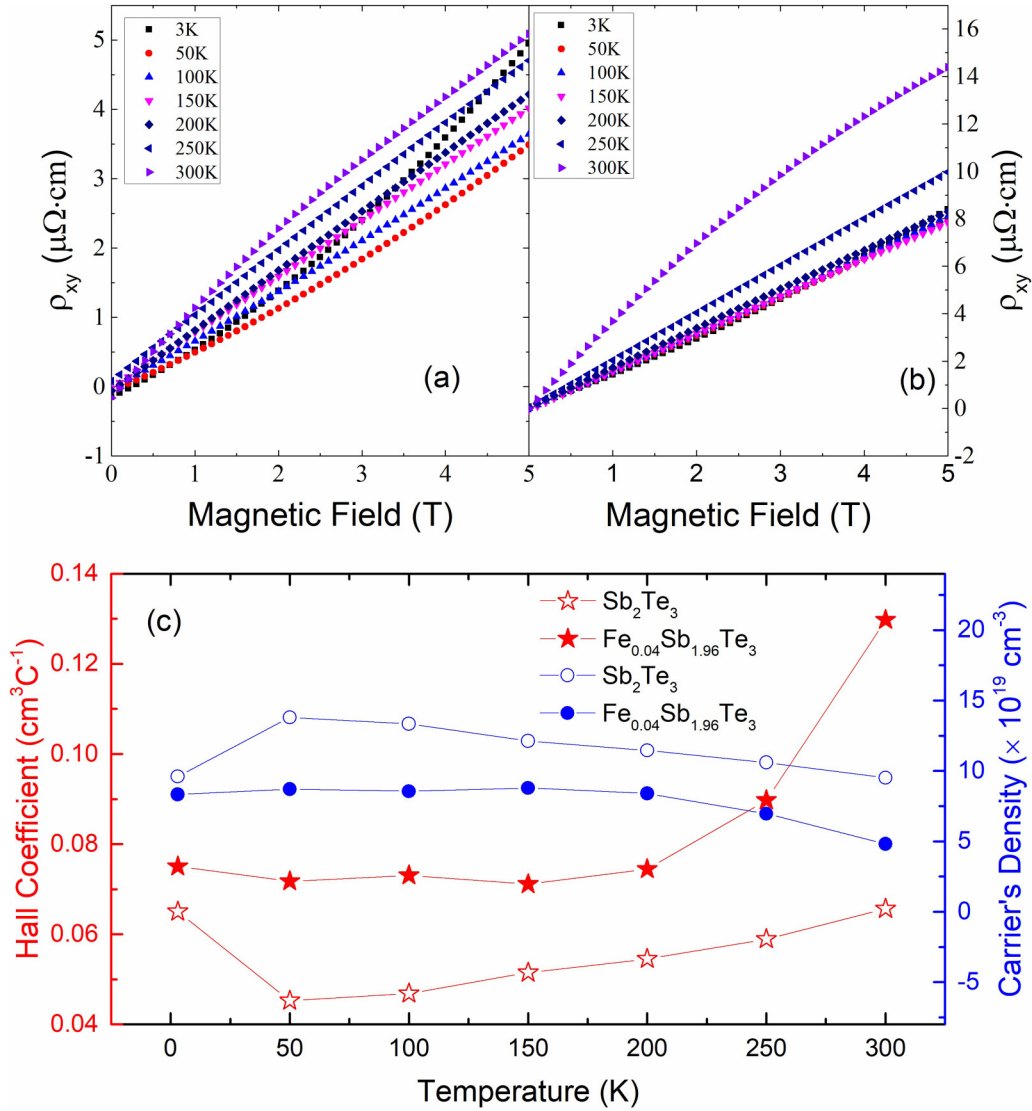 3K
50K
100K
150K
200K
250K
300K
5
4
3
2
1
0
-1
ρxy (μΩ·cm)
(a)
0 1 2 3 4 5
Magnetic Field (T)
3K
50K
100K
150K
200K
250K
300K
16
14
12
10
8
6
4
2
0
-2
ρxy (μΩ·cm)
(b)
1 2 3 4 5
Magnetic Field (T)
(c)
Sb2Te3
Fe0.04Sb1.96Te3
Sb2Te3
Fe0.04Sb1.96Te3
0.14
0.12
0.10
0.08
0.06
0.04
Hall Coefficient (cm³C⁻¹)
20
15
10
5
0
-5
Carrier's Density (× 10¹⁹ cm⁻³)
0 50 100 150 200 250 300
Temperature (K)